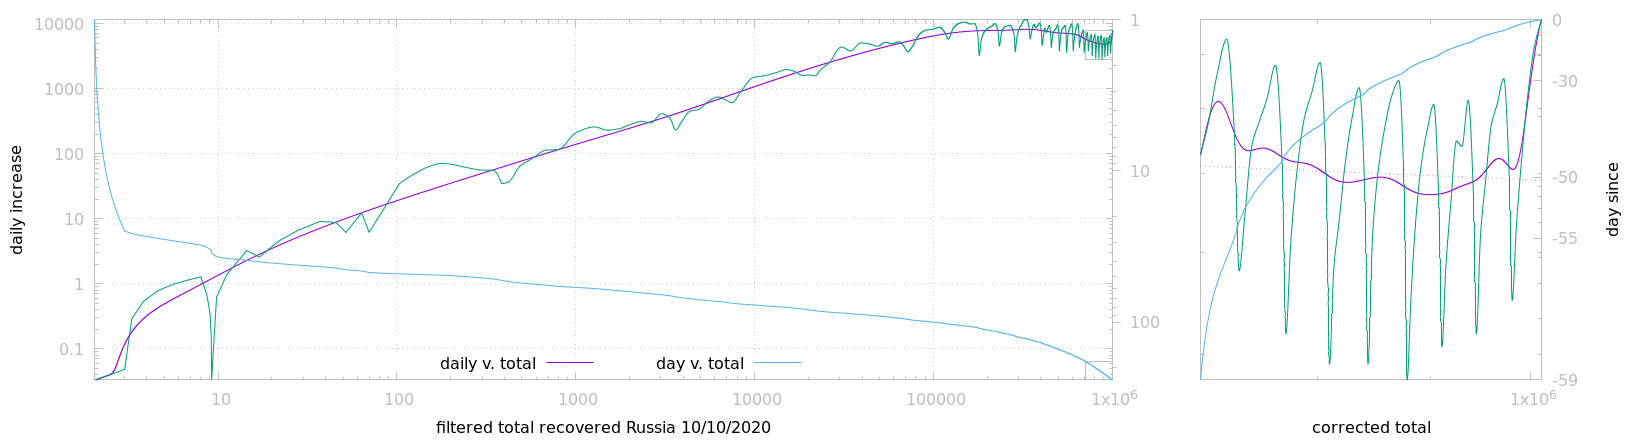 10000
1000
100
10
1
0.1
daily increase
10
100
1000
10000
100000
1x10^6
1
10
100
daily v. total
day v. total
filtered total recovered Russia 10/10/2020
0
-30
-50
-55
-59
day since
1x10^6
corrected total